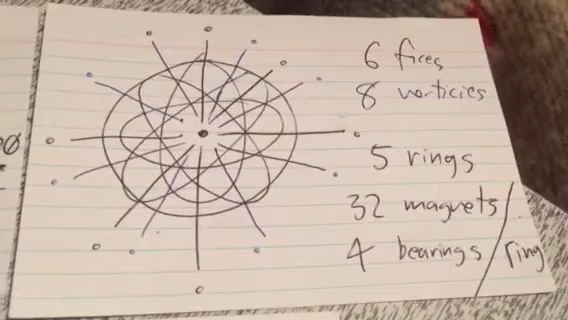 6 faces
8 verticies
5 rings
32 magnets/
4 bearings/ring